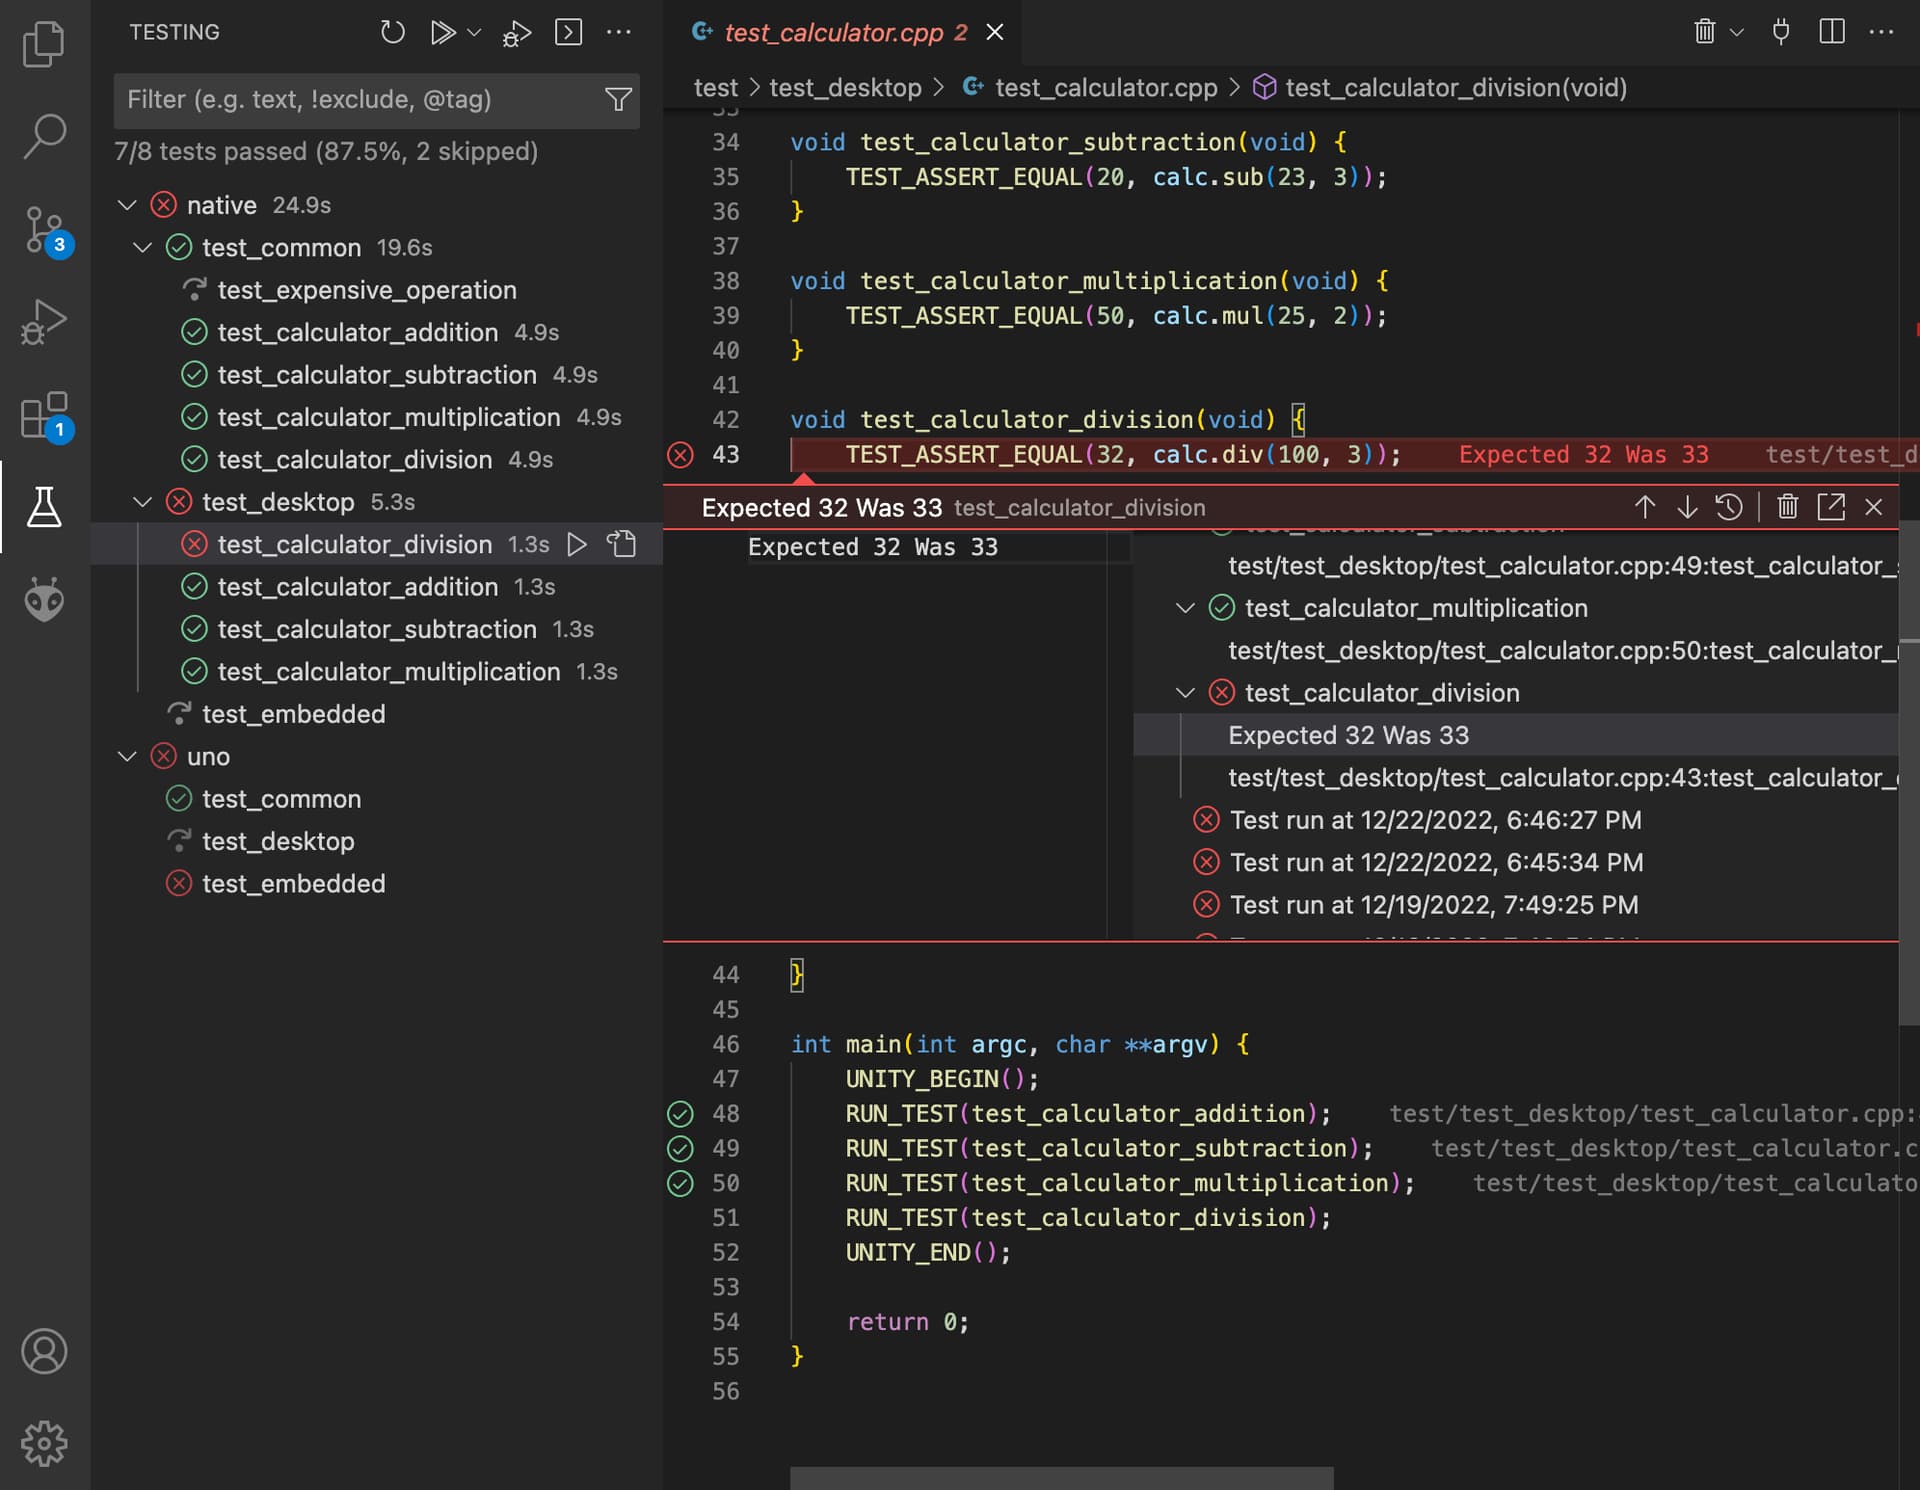 TESTING
Filter (e.g. text, !exclude, @tag)
7/8 tests passed (87.5%, 2 skipped)
native 24.9s
test_common 19.6s
test_expensive_operation
test_calculator_addition 4.9s
test_calculator_subtraction 4.9s
test_calculator_multiplication 4.9s
test_calculator_division 4.9s
test_desktop 5.3s
test_calculator_division 1.3s
test_calculator_addition 1.3s
test_calculator_subtraction 1.3s
test_calculator_multiplication 1.3s
test_embedded
uno
test_common
test_desktop
test_embedded
3
1
test_calculator.cpp 2
test > test_desktop > test_calculator.cpp > test_calculator_division(void)
33
34 void test_calculator_subtraction(void) {
35 TEST_ASSERT_EQUAL(20, calc.sub(23, 3));
36 }
37
38 void test_calculator_multiplication(void) {
39 TEST_ASSERT_EQUAL(50, calc.mul(25, 2));
40 }
41
42 void test_calculator_division(void) {
43 TEST_ASSERT_EQUAL(32, calc.div(100, 3)); Expected 32 Was 33 test/test_d
Expected 32 Was 33 test_calculator_division
Expected 32 Was 33
test_calculator_subtraction
test/test_desktop/test_calculator.cpp:49:test_calculator_
test_calculator_multiplication
test/test_desktop/test_calculator.cpp:50:test_calculator_
test_calculator_division
Expected 32 Was 33
test/test_desktop/test_calculator.cpp:43:test_calculator_
Test run at 12/22/2022, 6:46:27 PM
Test run at 12/22/2022, 6:45:34 PM
Test run at 12/19/2022, 7:49:25 PM
44 }
45
46 int main(int argc, char **argv) {
47 UNITY_BEGIN();
48 RUN_TEST(test_calculator_addition); test/test_desktop/test_calculator.cpp:
49 RUN_TEST(test_calculator_subtraction); test/test_desktop/test_calculator.c
50 RUN_TEST(test_calculator_multiplication); test/test_desktop/test_calculato
51 RUN_TEST(test_calculator_division);
52 UNITY_END();
53
54 return 0;
55 }
56